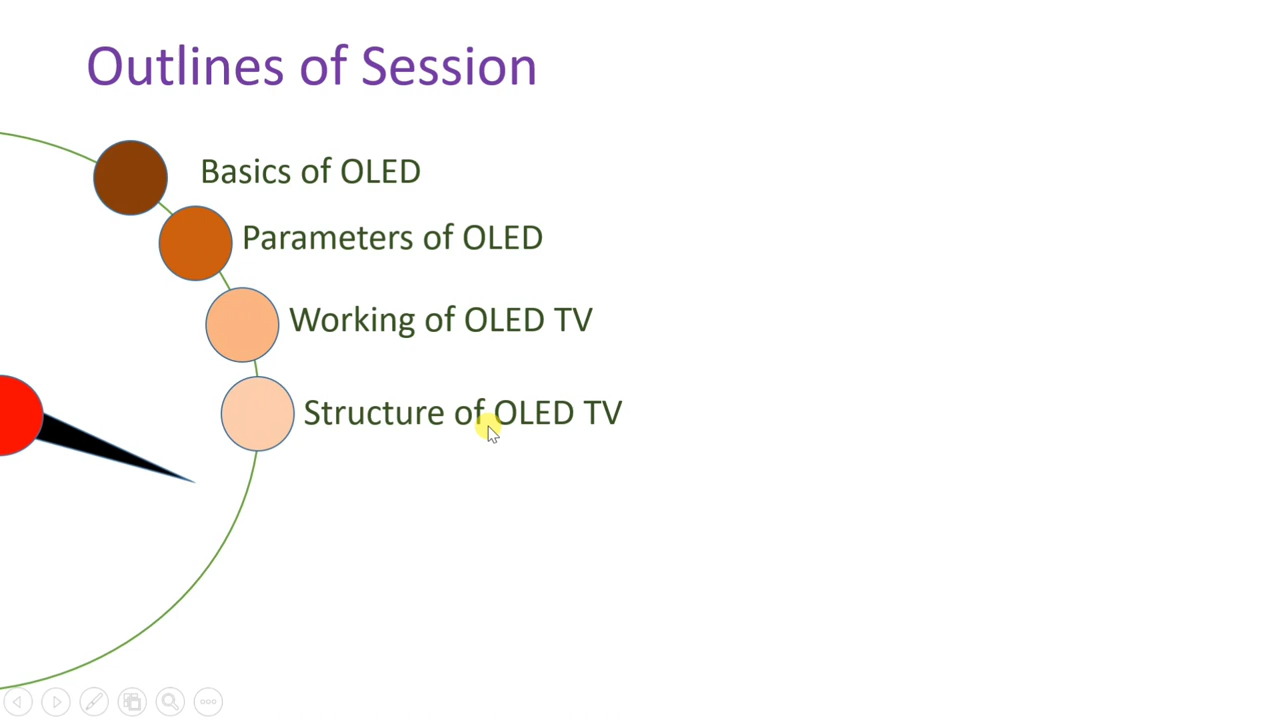 Outlines of Session
Basics of OLED
Parameters of OLED
Working of OLED TV
Structure of OLED TV